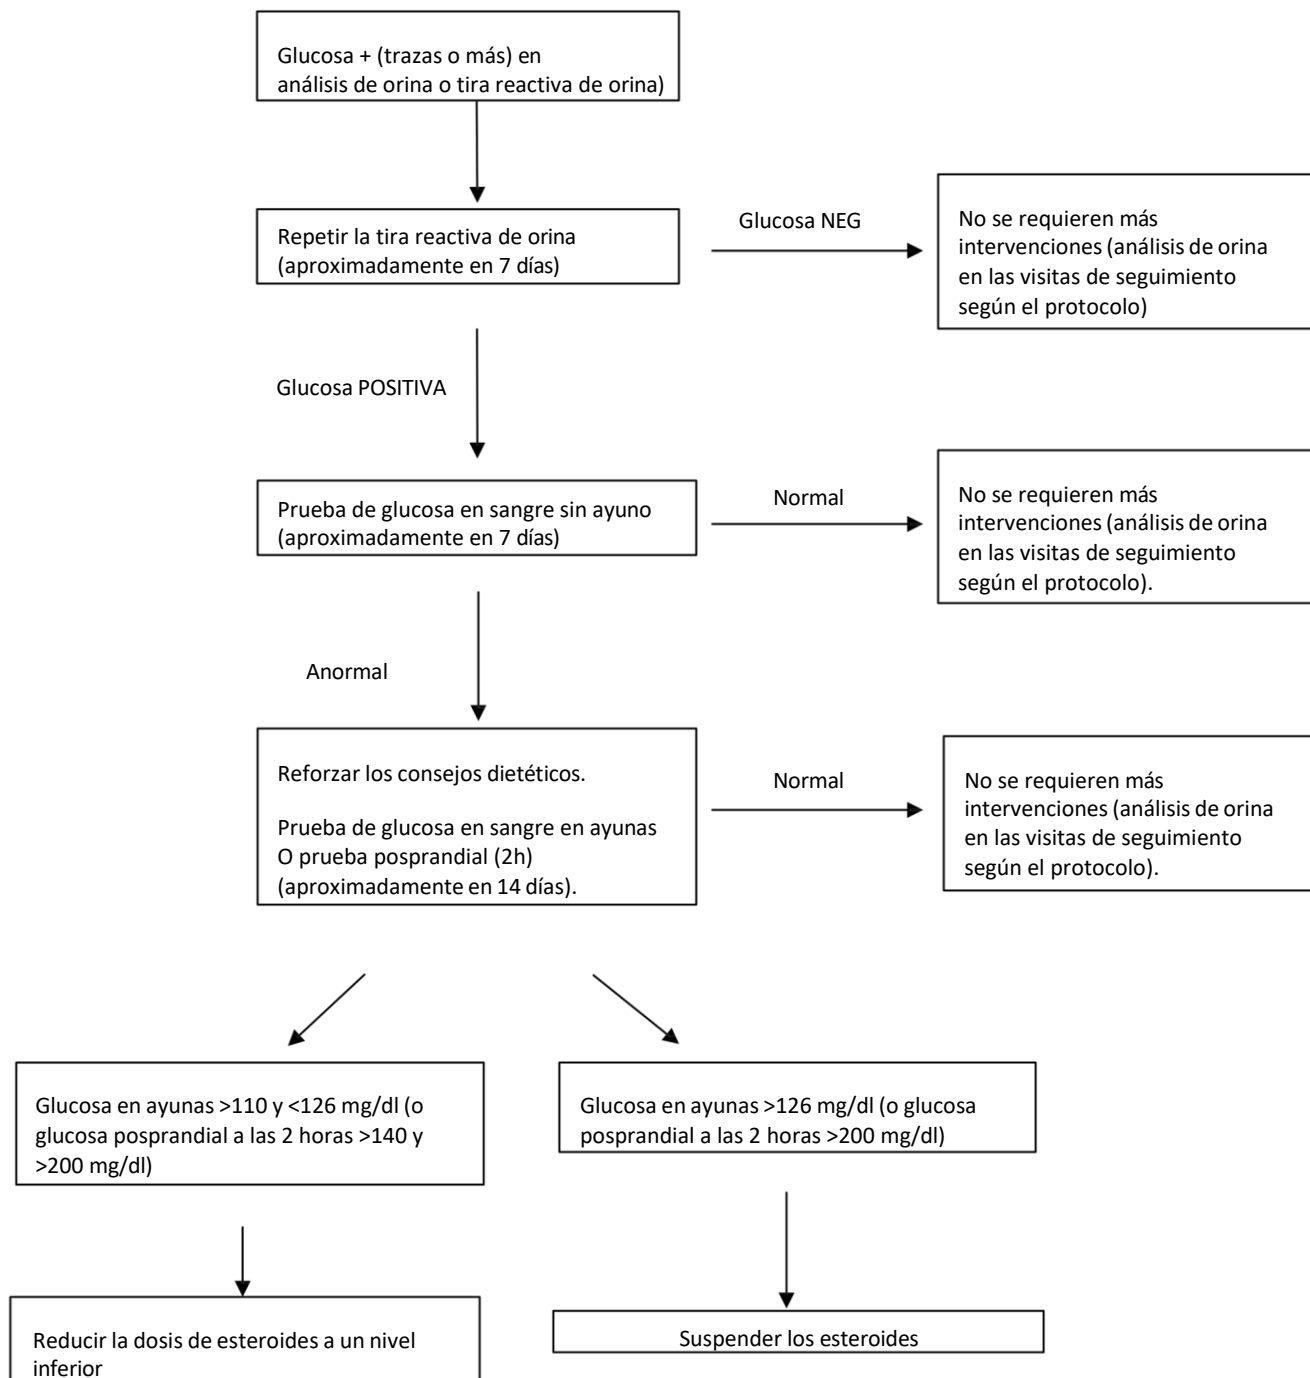 Glucosa + (trazas o más) en
análisis de orina o tira reactiva de orina)
Repetir la tira reactiva de orina
(aproximadamente en 7 días)
Glucosa NEG
No se requieren más
intervenciones (análisis de orina
en las visitas de seguimiento
según el protocolo)
Glucosa POSITIVA
Prueba de glucosa en sangre sin ayuno
(aproximadamente en 7 días)
Normal
No se requieren más
intervenciones (análisis de orina
en las visitas de seguimiento
según el protocolo).
Anormal
Reforzar los consejos dietéticos.
Prueba de glucosa en sangre en ayunas
O prueba posprandial (2h)
(aproximadamente en 14 días).
Normal
No se requieren más
intervenciones (análisis de orina
en las visitas de seguimiento
según el protocolo).
Glucosa en ayunas >110 y <126 mg/dl (o
glucosa posprandial a las 2 horas >140 y
>200 mg/dl)
Glucosa en ayunas >126 mg/dl (o glucosa
posprandial a las 2 horas >200 mg/dl)
Reducir la dosis de esteroides a un nivel
inferior
Suspender los esteroides